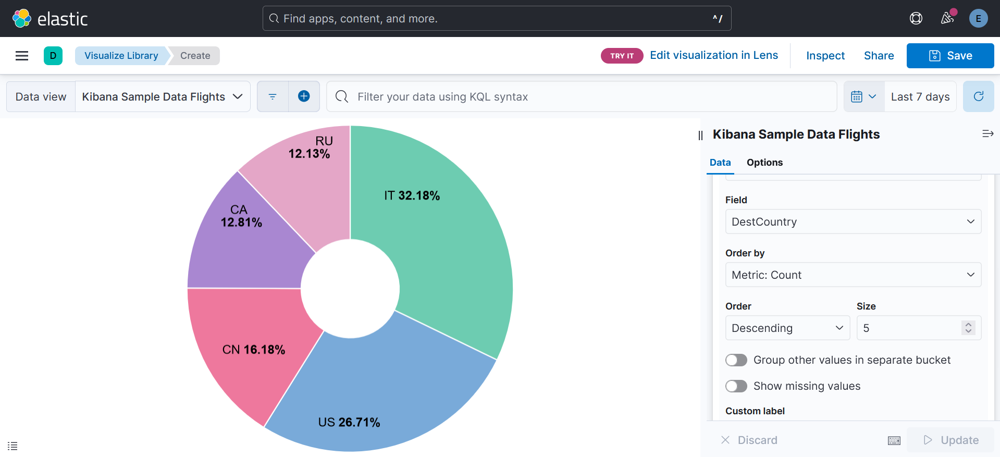 elastic
Find apps, content, and more.
^/
E
D
Visualize Library
Create
TRY IT
Edit visualization in Lens
Inspect
Share
Save
Data view
Kibana Sample Data Flights
Filter your data using KQL syntax
Last 7 days
RU
12.13%
IT 32.18%
CA
12.81%
CN 16.18%
US 26.71%
Kibana Sample Data Flights
Data
Options
Field
DestCountry
Order by
Metric: Count
Order
Size
Descending
5
Group other values in separate bucket
Show missing values
Custom label
Discard
Update